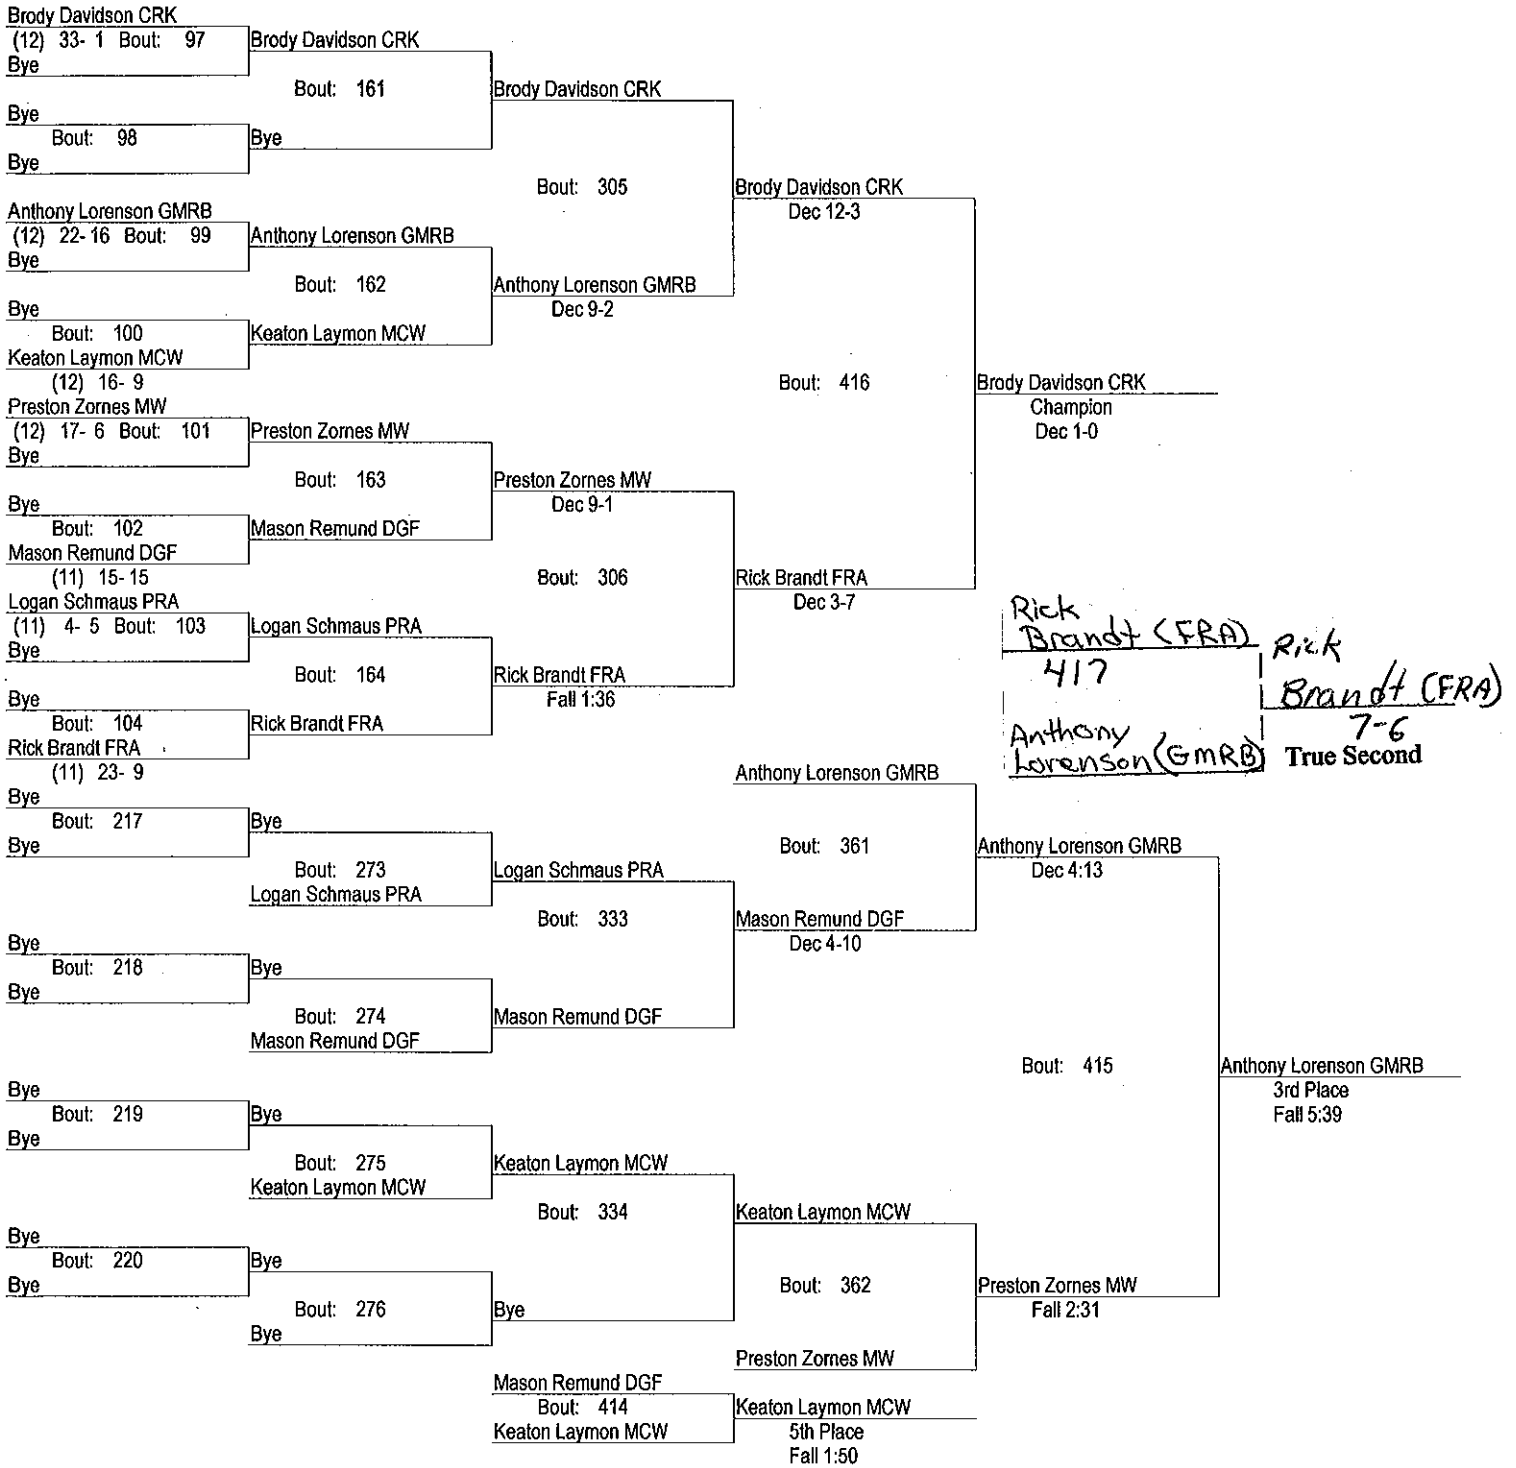 Brody Davidson CRK
(12) 33- 1 Bout: 97
Bye
Bye
Bout: 98
Bye
Anthony Lorenson GMRB
(12) 22- 16 Bout: 99
Bye
Bye
Bout: 100
Keaton Laymon MCW
(12) 16- 9
Preston Zornes MW
(12) 17- 6 Bout: 101
Bye
Bye
Bout: 102
Mason Remund DGF
(11) 15- 15
Logan Schmaus PRA
(11) 4- 5 Bout: 103
Bye
Bye
Bout: 104
Rick Brandt FRA
(11) 23- 9
Brody Davidson CRK
Bout: 161
Bye
Anthony Lorenson GMRB
Bout: 162
Keaton Laymon MCW
Preston Zornes MW
Bout: 163
Mason Remund DGF
Logan Schmaus PRA
Bout: 164
Rick Brandt FRA
Brody Davidson CRK
Bout: 305
Anthony Lorenson GMRB
Dec 9-2
Preston Zornes MW
Dec 9-1
Bout: 306
Rick Brandt FRA
Fall 1:36
Brody Davidson CRK
Dec 12-3
Bout: 416
Rick Brandt FRA
Dec 3-7
Brody Davidson CRK
Champion
Dec 1-0
Rick
Brandt (FRA)
417
Anthony
Lorenson (GmRB)
Rick
Brandt (FRA)
7-6
True Second
Bye
Bout: 217
Bye
Bye
Bout: 218
Bye
Bye
Bout: 219
Bye
Bye
Bout: 220
Bye
Bye
Bout: 273
Logan Schmaus PRA
Bye
Bout: 274
Mason Remund DGF
Bye
Bout: 275
Keaton Laymon MCW
Bye
Bout: 276
Bye
Logan Schmaus PRA
Bout: 333
Mason Remund DGF
Keaton Laymon MCW
Bout: 334
Bye
Anthony Lorenson GMRB
Bout: 361
Mason Remund DGF
Dec 4-10
Keaton Laymon MCW
Bout: 362
Preston Zornes MW
Anthony Lorenson GMRB
Dec 4:13
Bout: 415
Preston Zornes MW
Fall 2:31
Anthony Lorenson GMRB
3rd Place
Fall 5:39
Mason Remund DGF
Bout: 414
Keaton Laymon MCW
Keaton Laymon MCW
5th Place
Fall 1:50